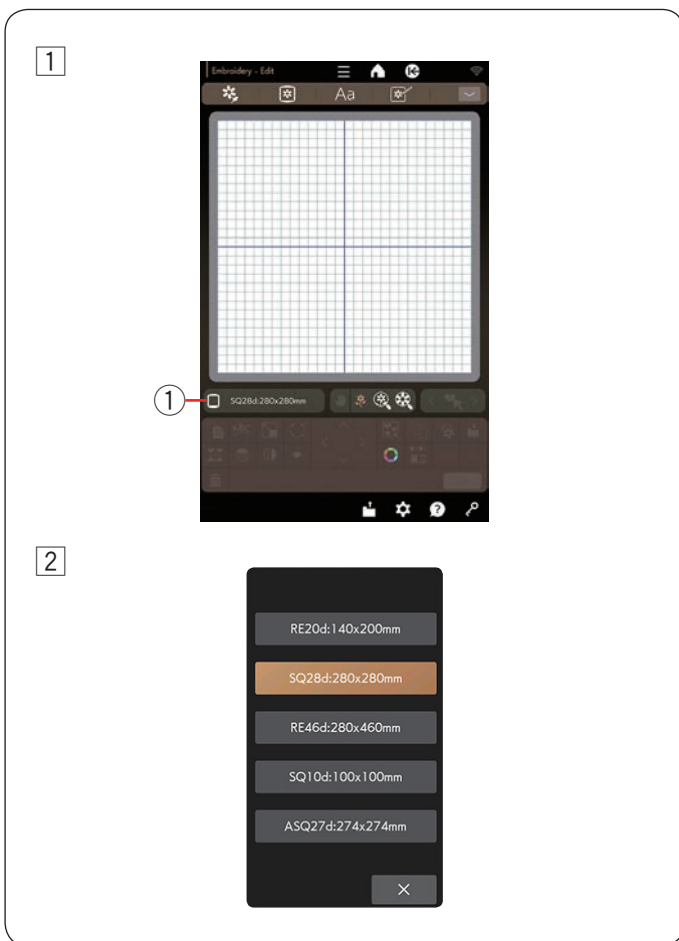 1
Embroidery - Edit
Aa
① SQ28d:280x280mm
2
RE20d:140x200mm
SQ28d:280x280mm
RE46d:280x460mm
SQ10d:100x100mm
ASQ27d:274x274mm